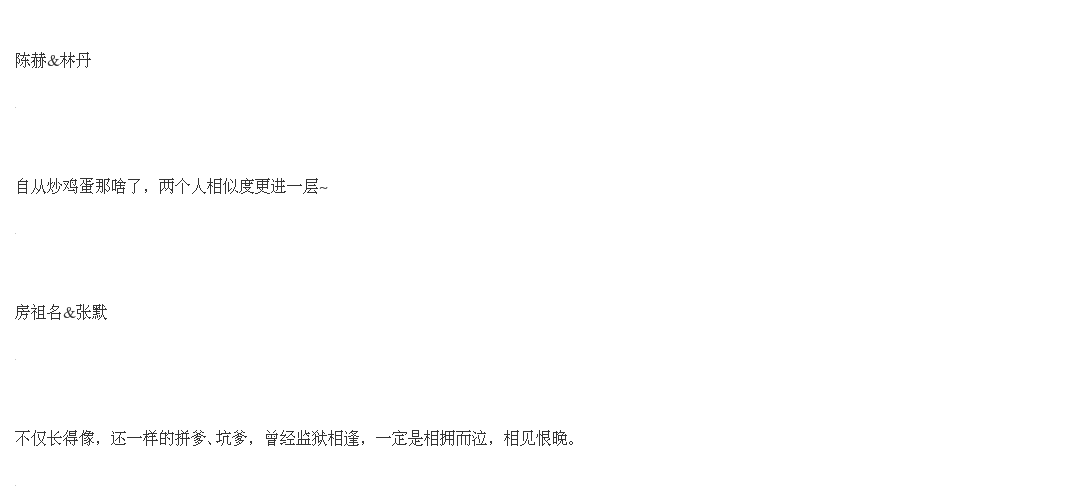 陈赫&林丹
自从炒鸡蛋那啥了，两个人相似度更进一层~
房祖名&张默
不仅长得像，还一样的拼爹、坑爹，曾经监狱相逢，一定是相拥而泣，相见恨晚。